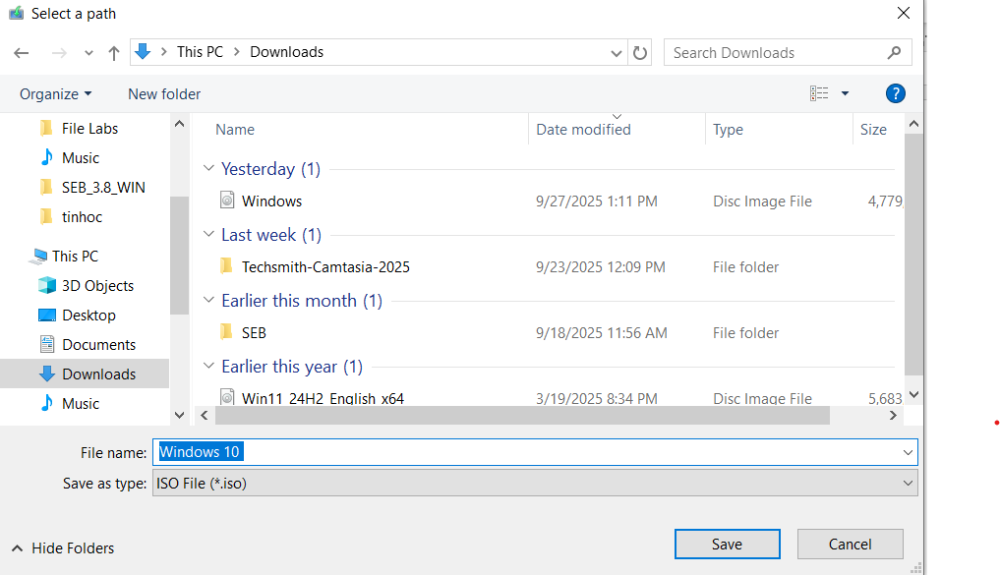 Select a path
This PC
Downloads
Search Downloads
Organize
New folder
?
File Labs
Music
SEB_3.8_WIN
tinhoc
This PC
3D Objects
Desktop
Documents
Downloads
Music
Name Date modified Type Size
Yesterday (1)
Windows 9/27/2025 1:11 PM Disc Image File 4,779,
Last week (1)
Techsmith-Camtasia-2025 9/23/2025 12:09 PM File folder
Earlier this month (1)
SEB 9/18/2025 11:56 AM File folder
Earlier this year (1)
Win11_24H2_English_x64 3/19/2025 8:34 PM Disc Image File 5,683,
File name: Windows 10
Save as type: ISO File (*.iso)
Hide Folders
Save
Cancel